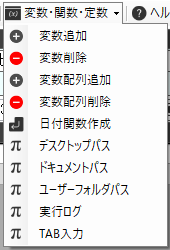 (x) 変数・関数・定数 ▾ ? ヘル
変数追加
変数削除
変数配列追加
変数配列削除
日付関数作成
π デスクトップパス
π ドキュメントパス
π ユーザーフォルダパス
π 実行ログ
π TAB入力